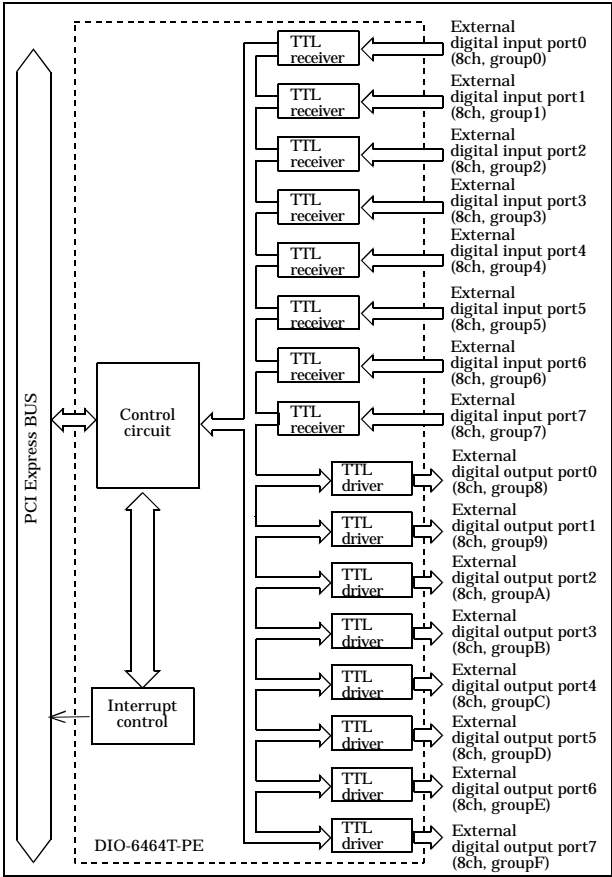 TTL
receiver
External
digital input port0
(8ch, group0)
TTL
receiver
External
digital input port1
(8ch, group1)
TTL
receiver
External
digital input port2
(8ch, group2)
TTL
receiver
External
digital input port3
(8ch, group3)
TTL
receiver
External
digital input port4
(8ch, group4)
TTL
receiver
External
digital input port5
(8ch, group5)
TTL
receiver
External
digital input port6
(8ch, group6)
TTL
receiver
External
digital input port7
(8ch, group7)
PCI Express BUS
Control
circuit
TTL
driver
External
digital output port0
(8ch, group8)
TTL
driver
External
digital output port1
(8ch, group9)
TTL
driver
External
digital output port2
(8ch, groupA)
TTL
driver
External
digital output port3
(8ch, groupB)
TTL
driver
External
digital output port4
(8ch, groupC)
Interrupt
control
TTL
driver
External
digital output port5
(8ch, groupD)
TTL
driver
External
digital output port6
(8ch, groupE)
TTL
driver
External
digital output port7
(8ch, groupF)
DIO-6464T-PE